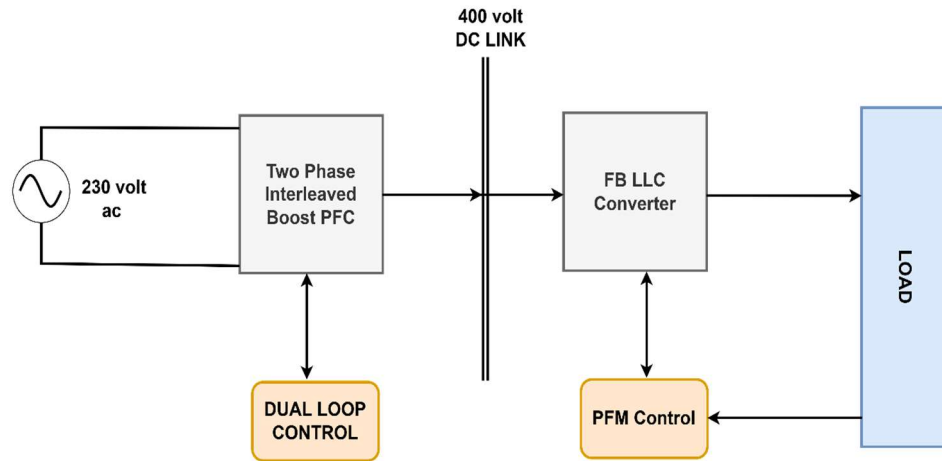 400 volt
DC LINK
230 volt
ac
Two Phase
Interleaved
Boost PFC
FB LLC
Converter
LOAD
DUAL LOOP
CONTROL
PFM Control